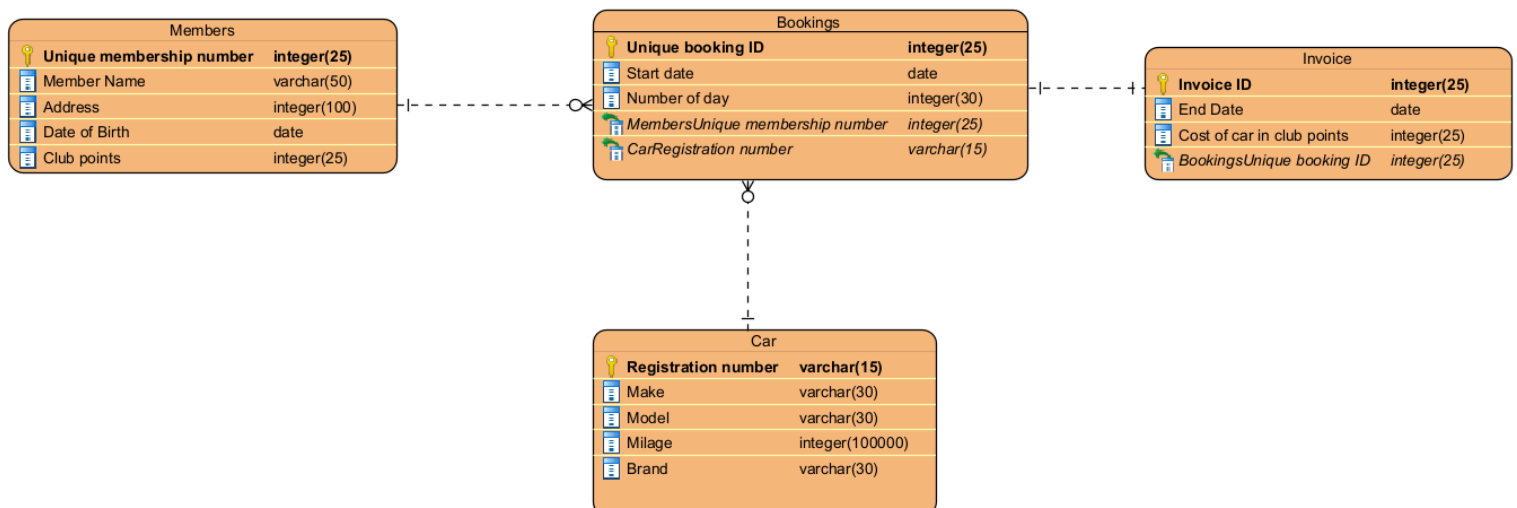 Members
Unique membership number integer(25)
Member Name varchar(50)
Address integer(100)
Date of Birth date
Club points integer(25)
Bookings
Unique booking ID integer(25)
Start date date
Number of day integer(30)
MembersUnique membership number integer(25)
CarRegistration number varchar(15)
Invoice
Invoice ID integer(25)
End Date date
Cost of car in club points integer(25)
BookingsUnique booking ID integer(25)
Car
Registration number varchar(15)
Make varchar(30)
Model varchar(30)
Milage integer(100000)
Brand varchar(30)